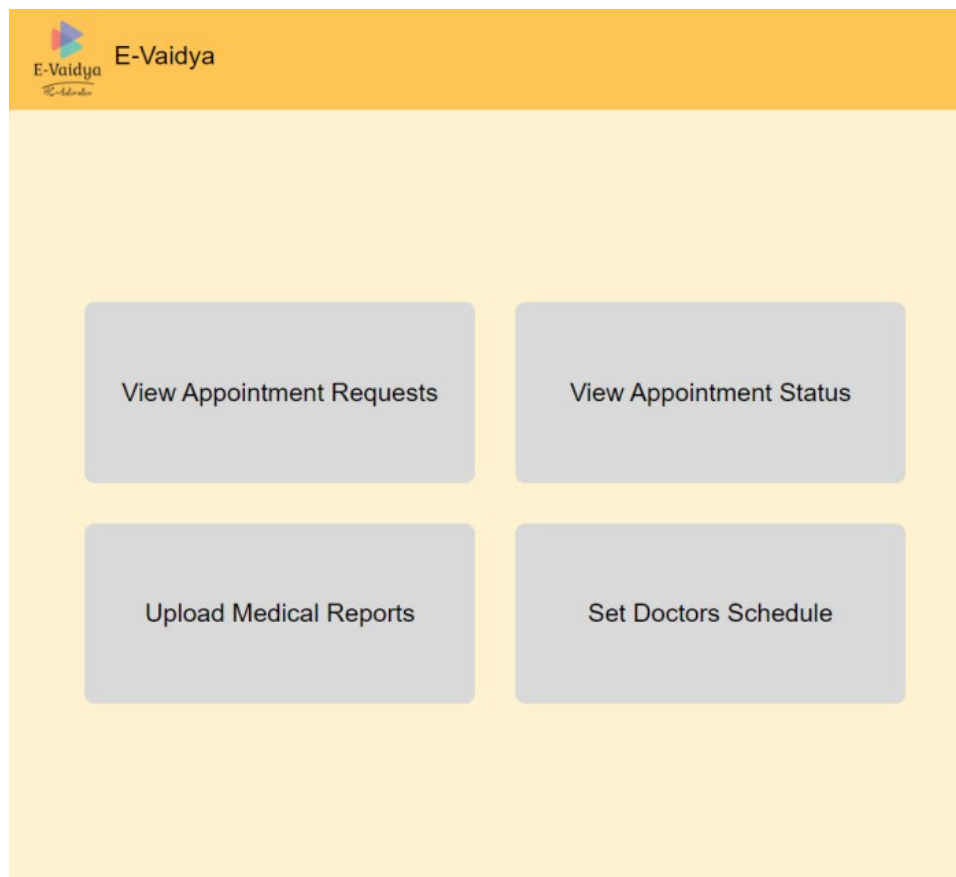 E-Vaidya
E-Vaidya
View Appointment Requests
View Appointment Status
Upload Medical Reports
Set Doctors Schedule